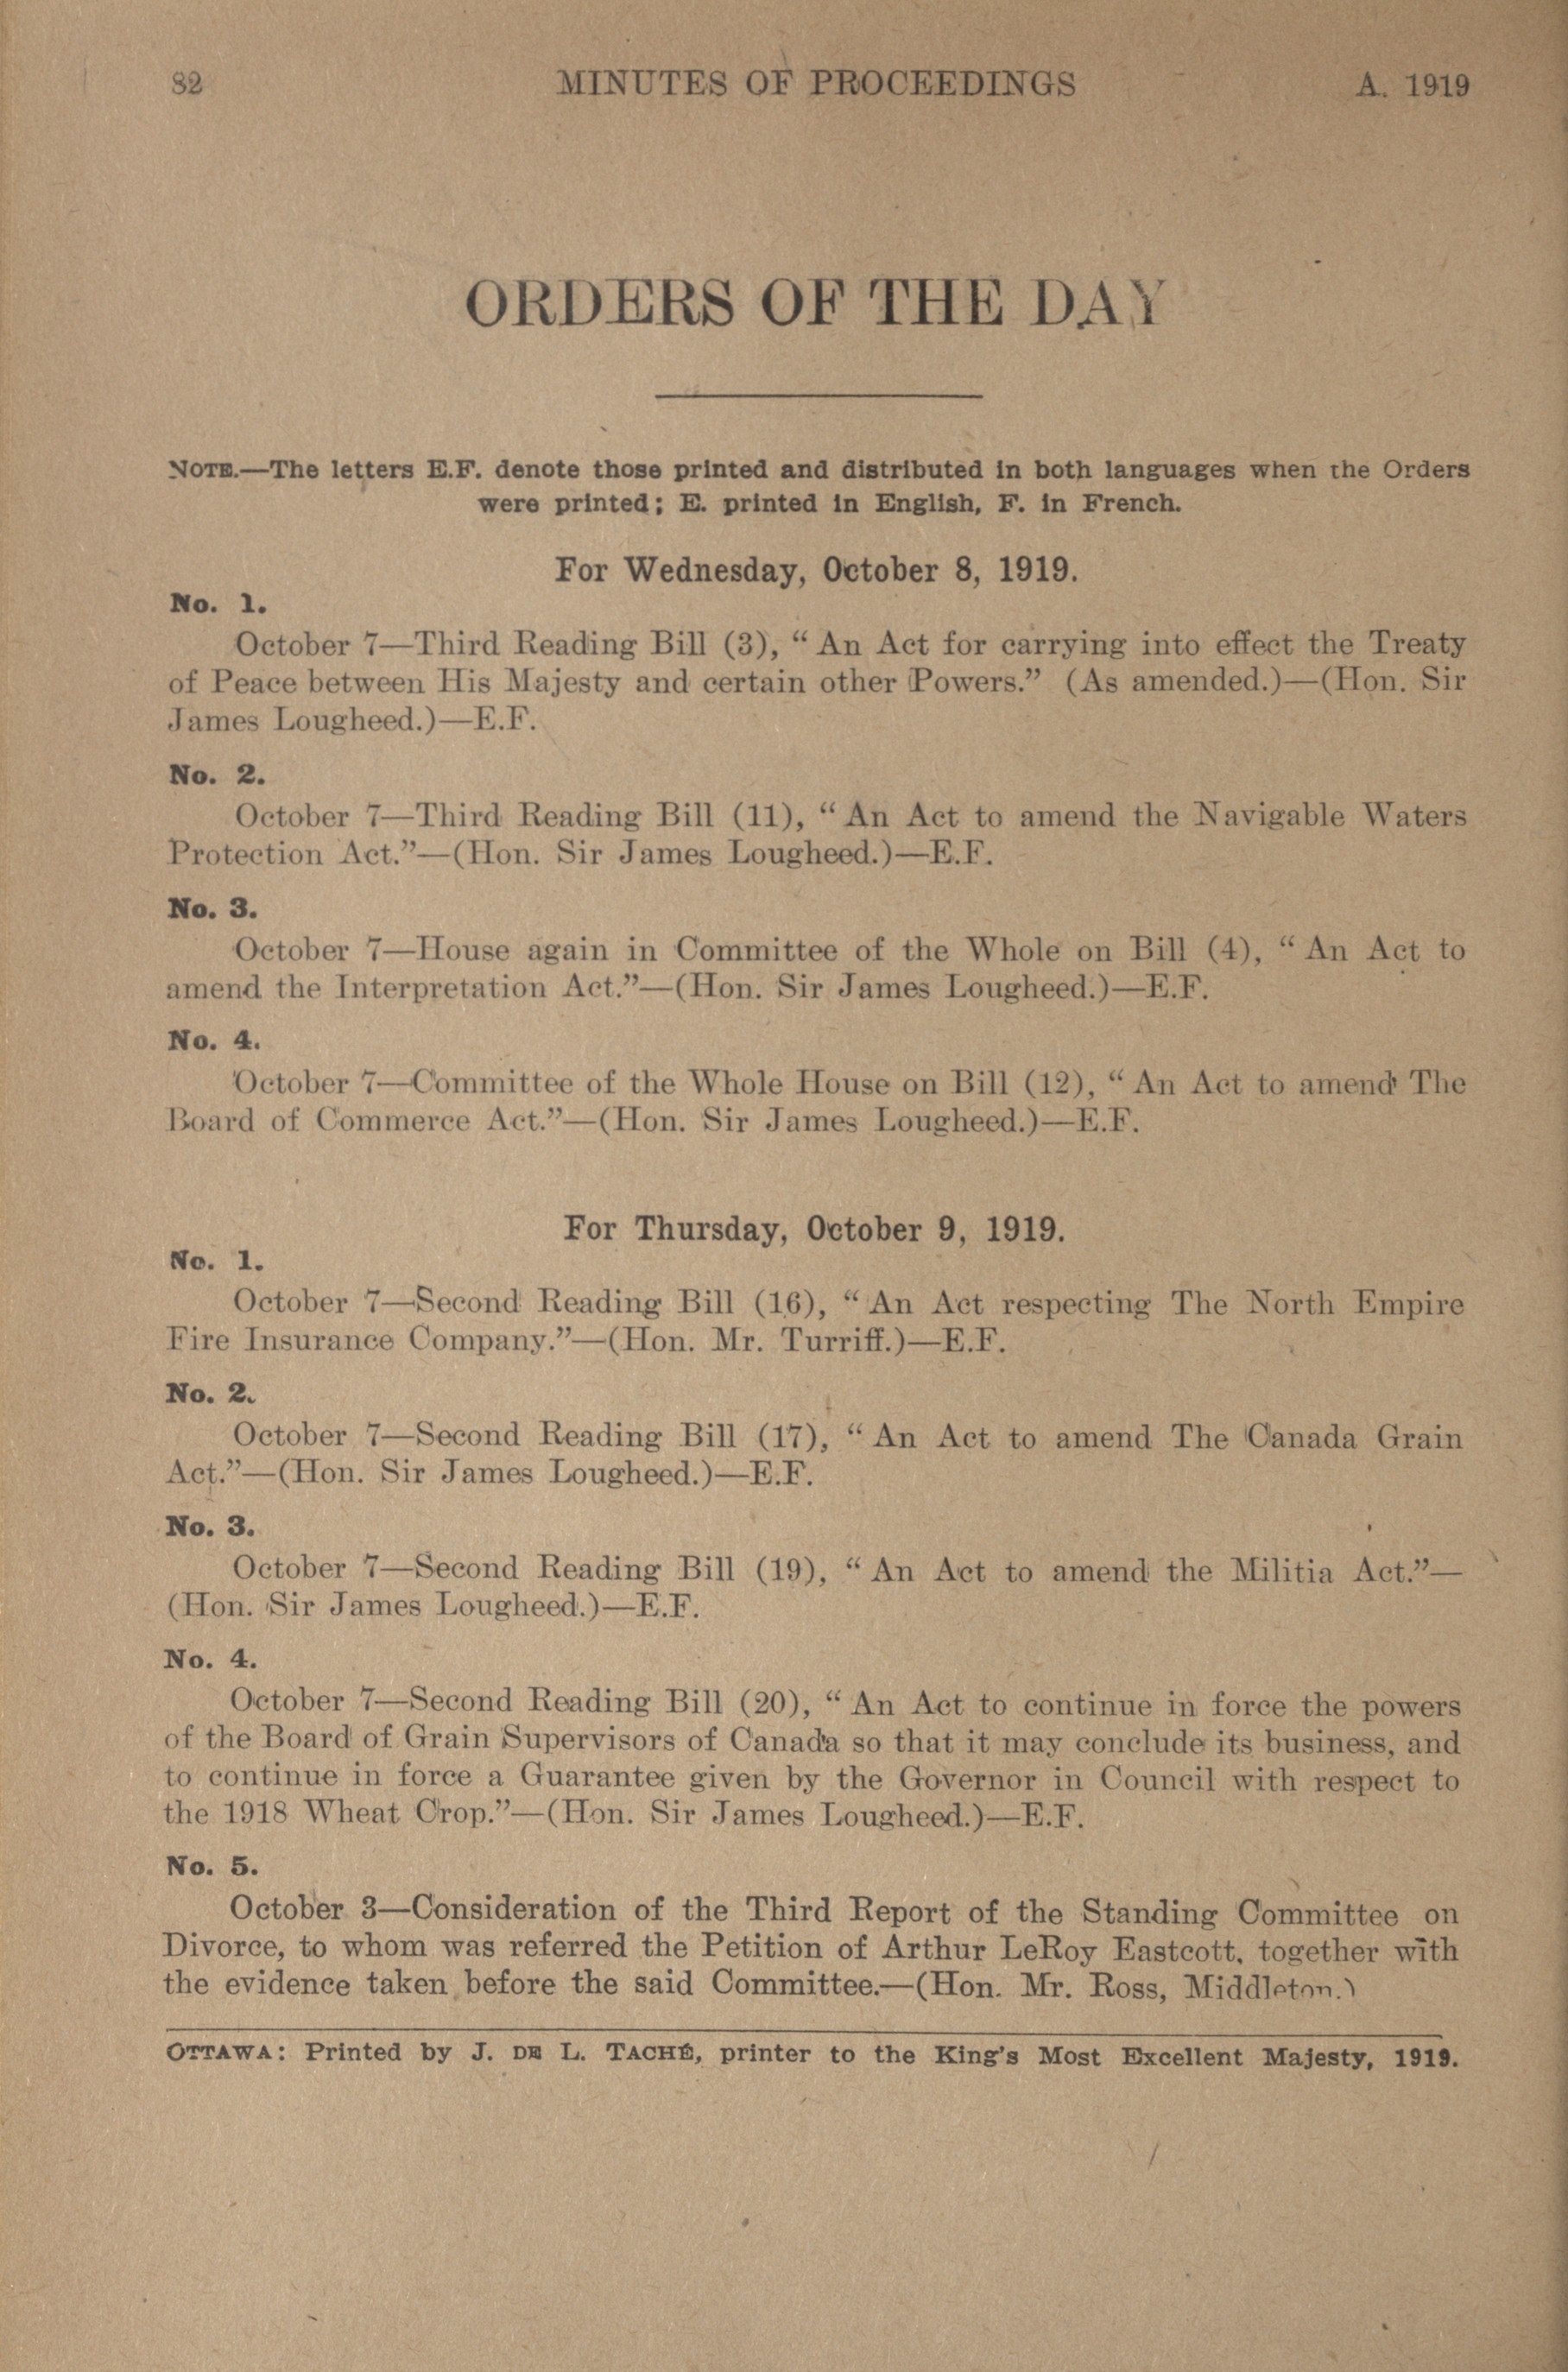 82 MINUTES OF PROCEEDINGS A. 1919
ORDERS OF THE DAY
NOTE.—The letters E.F. denote those printed and distributed in both languages when the Orders
were printed; E. printed in English, F. in French.
For Wednesday, October 8, 1919.
No. 1.
October 7—Third Reading Bill (3), “An Act for carrying into effect the Treaty
of Peace between His Majesty and certain other Powers.” (As amended.)—(Hon. Sir
James Lougheed.)—E.F.
No. 2.
October 7—Third Reading Bill (11), “An Act to amend the Navigable Waters
Protection Act.”—(Hon. Sir James Lougheed.)—E.F.
No. 3.
October 7—House again in Committee of the Whole on Bill (4), “An Act to
amend the Interpretation Act.”—(Hon. Sir James Lougheed.)—E.F.
No. 4.
October 7—Committee of the Whole House on Bill (12), “An Act to amend The
Board of Commerce Act.”—(Hon. Sir James Lougheed.)—E.F.
For Thursday, October 9, 1919.
No. 1.
October 7—Second Reading Bill (16), “An Act respecting The North Empire
Fire Insurance Company.”—(Hon. Mr. Turriff.)—E.F.
No. 2.
October 7—Second Reading Bill (17), “An Act to amend The Canada Grain
Act.”—(Hon. Sir James Lougheed.)—E.F.
No. 3.
October 7—Second Reading Bill (19), “An Act to amend the Militia Act.”—
(Hon. Sir James Lougheed.)—E.F.
No. 4.
October 7—Second Reading Bill (20), “An Act to continue in force the powers
of the Board of Grain Supervisors of Canada so that it may conclude its business, and
to continue in force a Guarantee given by the Governor in Council with respect to
the 1918 Wheat Crop.”—(Hon. Sir James Lougheed.)—E.F.
No. 5.
October 3—Consideration of the Third Report of the Standing Committee on
Divorce, to whom was referred the Petition of Arthur LeRoy Eastcott, together with
the evidence taken before the said Committee.—(Hon. Mr. Ross, Middleton.)
OTTAWA: Printed by J. DE L. TACHÉ, printer to the King's Most Excellent Majesty, 1919.